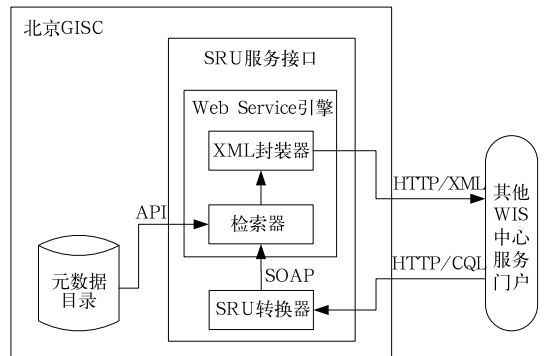 北京GISC
SRU服务接口
Web Service引擎
XML封装器
HTTP/XML
API
检索器
其他
WIS
中心
服务
门户
元数据
目录
SOAP
HTTP/CQL
SRU转换器